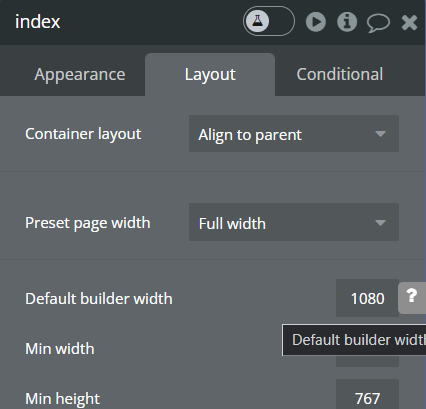 index
Appearance
Layout
Conditional
Container layout
Align to parent
Preset page width
Full width
Default builder width
1080
?
Default builder widt
Min width
Min height
767